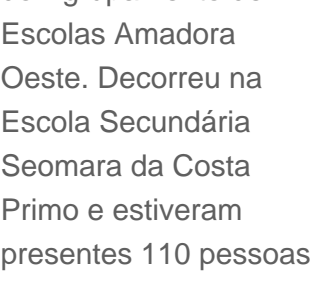 Escolas Amadora
Oeste. Decorreu na
Escola Secundária
Seomara da Costa
Primo e estiveram
presentes 110 pessoas